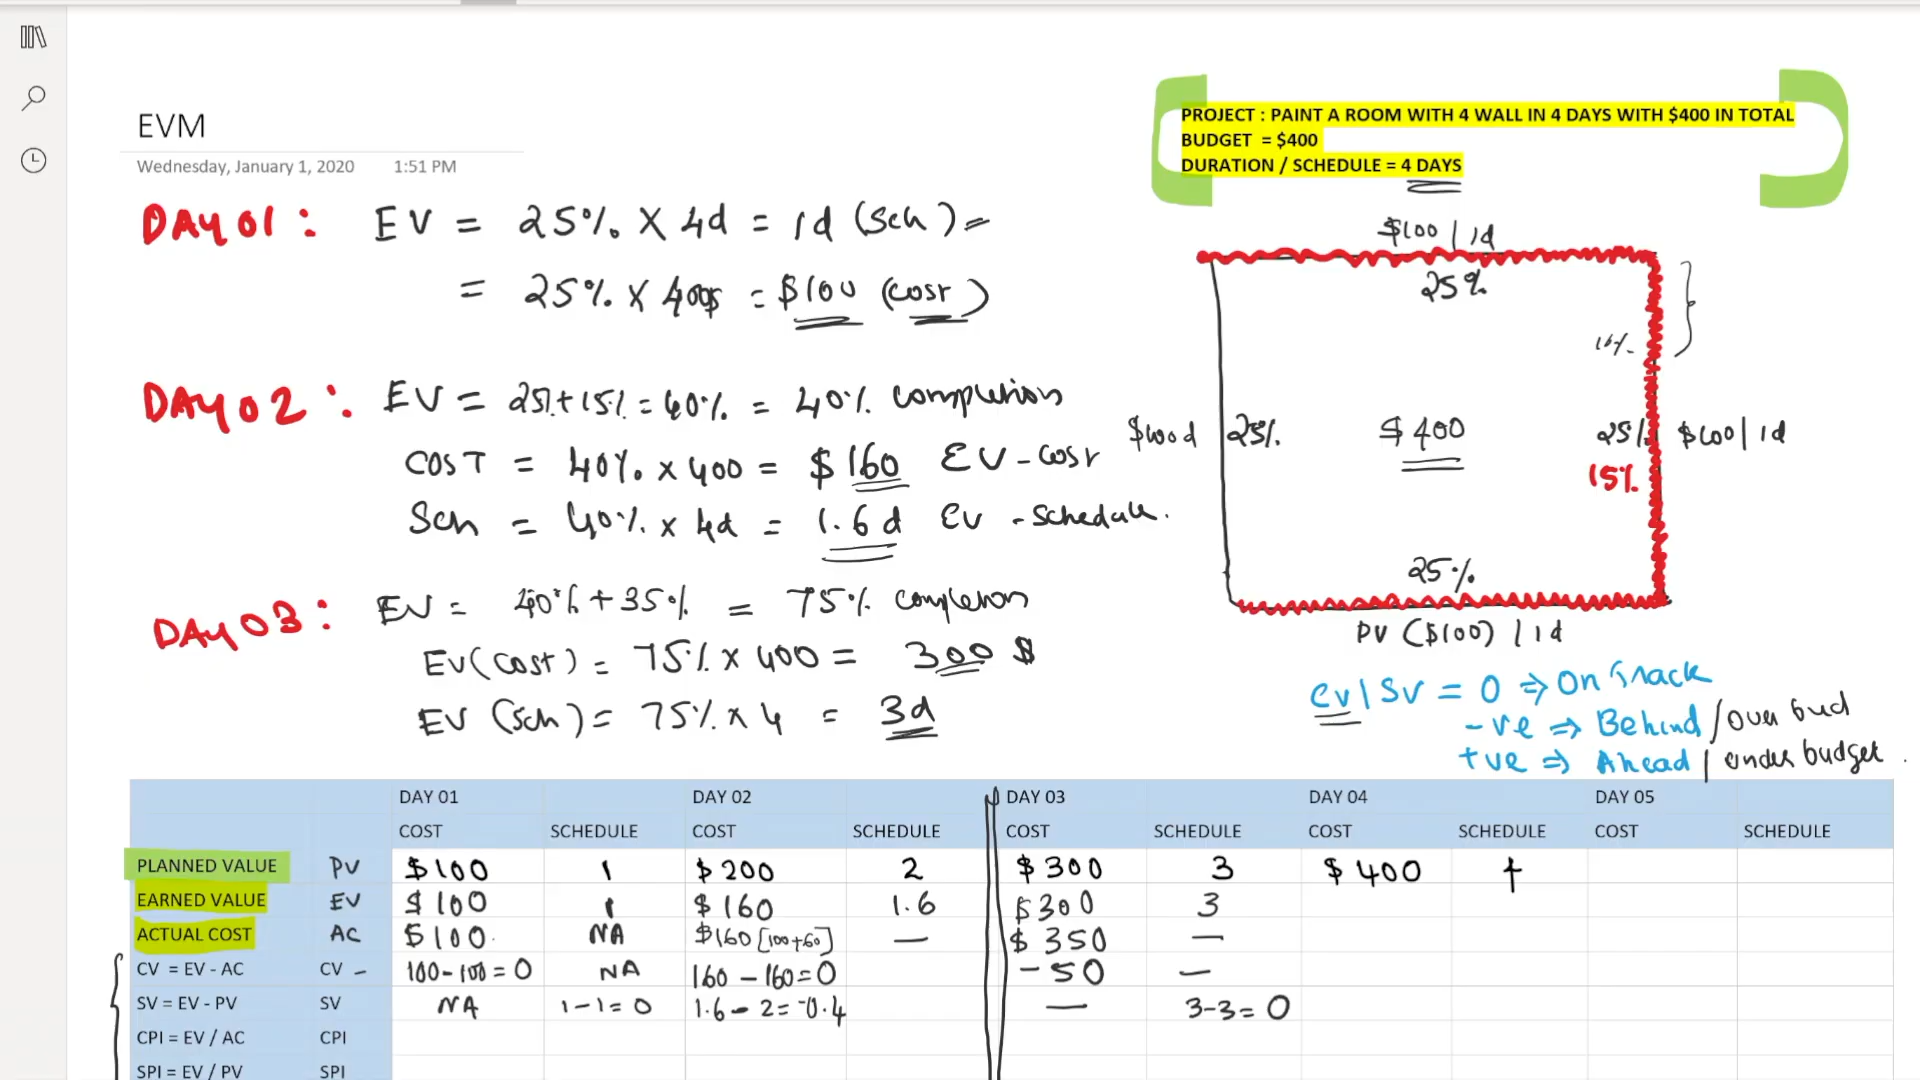 EVM
Wednesday, January 1, 2020 1:51 PM
PROJECT : PAINT A ROOM WITH 4 WALL IN 4 DAYS WITH $400 IN TOTAL
BUDGET = $400
DURATION / SCHEDULE = 4 DAYS
DAY 01 : EV = 25% X 4d = 1d (Sch) =
= 25% X 400$ = $100 (cost)
DAY 02 : EV = 25%+15% = 40% = 40% completion
COST = 40% x 400 = $160 EV - cost
Sch = 40% x 4d = 1.6 d EV - Schedule.
DAY 03 : EV = 40% + 35% = 75% completion
EV (cost) = 75% x 400 = 300 $
EV (Sch) = 75% x 4 = 3d
$100 | 1d
25%
25%
$400
25% $100 | 1d
15%
25%
PV ($100) | 1d
CV | SV = 0 => On Track
-ve => Behind / Over bud
+ve => Ahead | under budget
DAY 01 DAY 02 DAY 03 DAY 04 DAY 05
COST SCHEDULE COST SCHEDULE COST SCHEDULE COST SCHEDULE COST SCHEDULE
PLANNED VALUE PV $100 1 $200 2 $300 3 $400 4
EARNED VALUE EV $100 1 $160 1.6 $300 3
ACTUAL COST AC $100. NA $160 [100+60] — $350 —
CV = EV - AC CV - 100-100=0 NA 160-160=0 -50 —
SV = EV - PV SV NA 1-1=0 1.6-2=-0.4 — 3-3=0
CPI = EV / AC CPI
SPI = EV / PV SPI